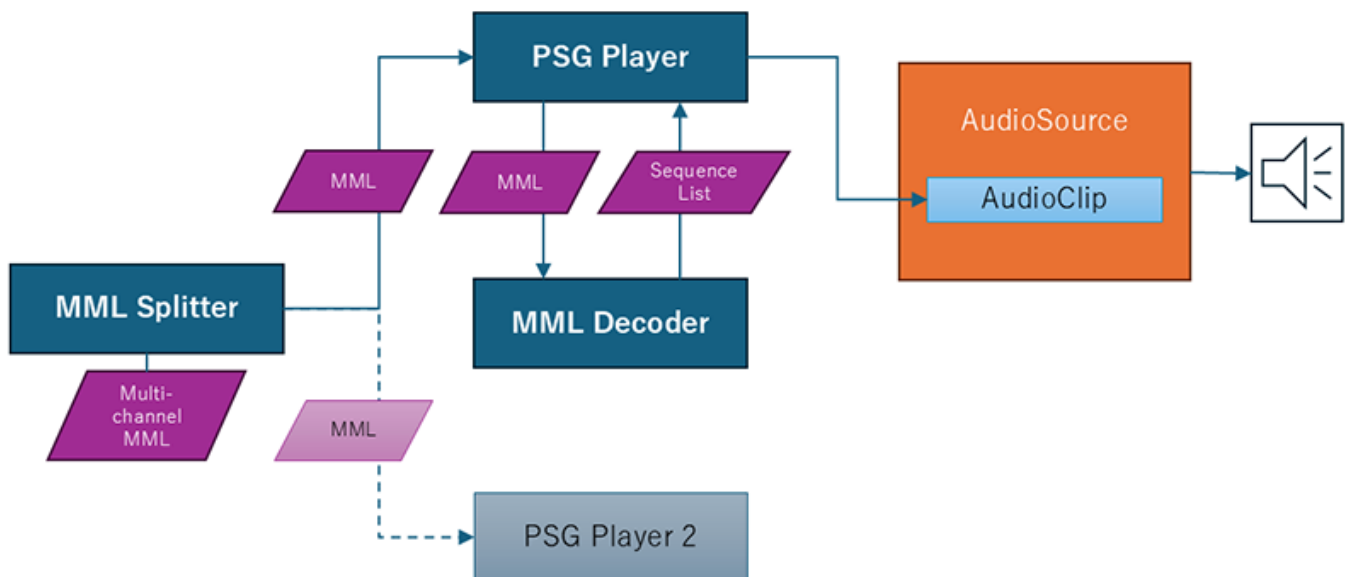 PSG Player
AudioSource
MML
MML
Sequence
List
AudioClip
MML Splitter
MML Decoder
Multi-
channel
MML
MML
PSG Player 2